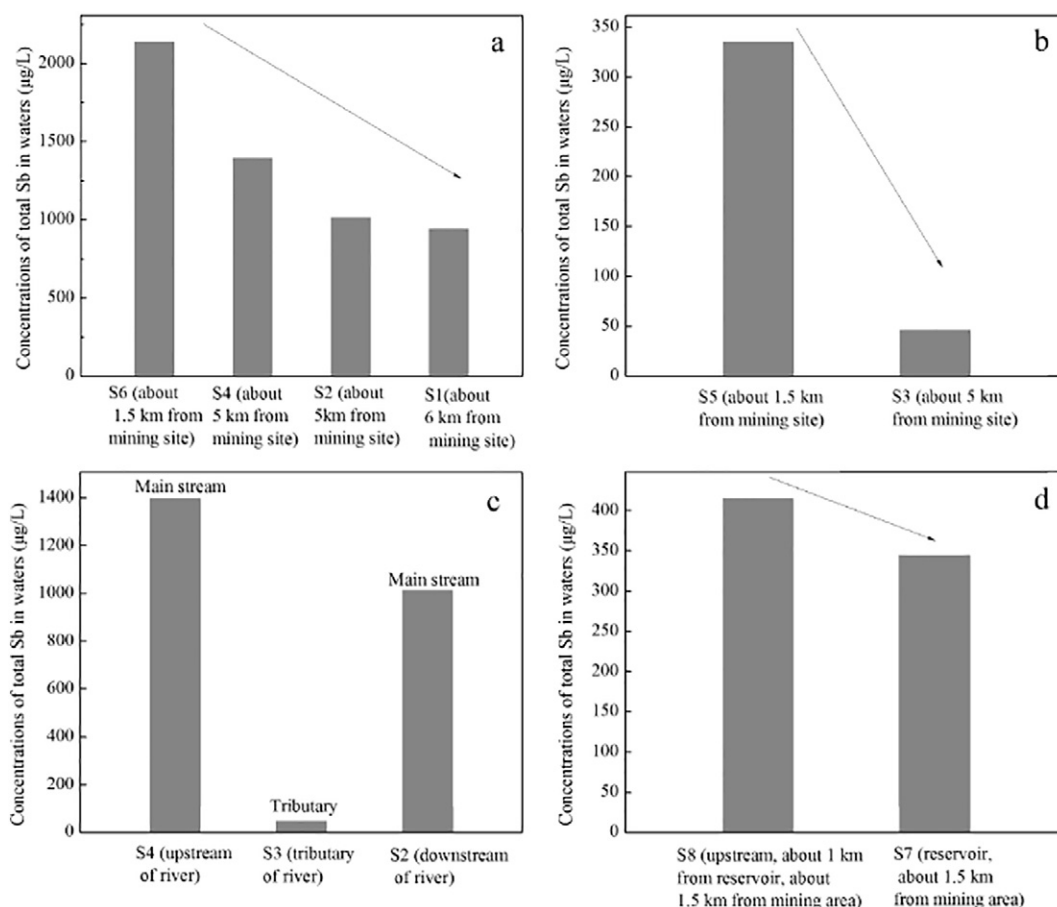 Concentrations of total Sb in waters (μg/L)
a
2000
1500
1000
500
0
S6 (about
1.5 km from
mining site)
S4 (about
5 km from
mining site)
S2 (about
5km from
mining site)
S1(about
6 km from
mining site)
Concentrations of total Sb in waters (μg/L)
b
350
300
250
200
150
100
50
0
S5 (about 1.5 km
from mining site)
S3 (about 5 km
from mining site)
Concentrations of total Sb in waters (μg/L)
c
1400
1200
1000
800
600
400
200
0
Main stream
Tributary
Main stream
S4 (upstream
of river)
S3 (tributary
of river)
S2 (downstream
of river)
Concentrations of total Sb in waters (μg/L)
d
400
350
300
250
200
150
100
50
0
S8 (upstream, about 1 km
from reservoir, about
1.5 km from mining area)
S7 (reservoir,
about 1.5 km
from mining area)